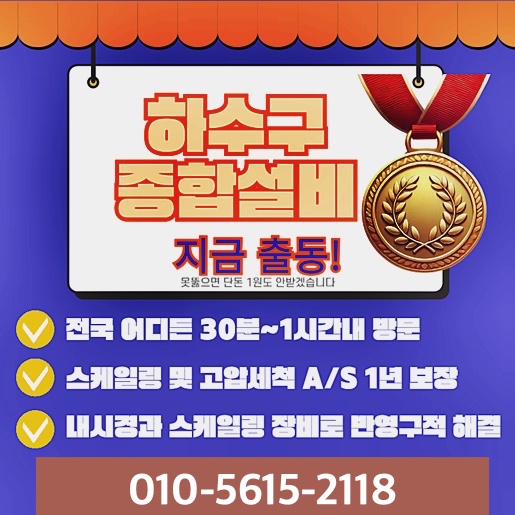 하수구
종합설비
지금 출동!
못뚫으면 단돈 1원도 안받겠습니다
전국 어디든 30분~1시간내 방문
스케일링 및 고압세척 A/S 1년 보장
내시경과 스케일링 장비로 반영구적 해결
010-5615-2118